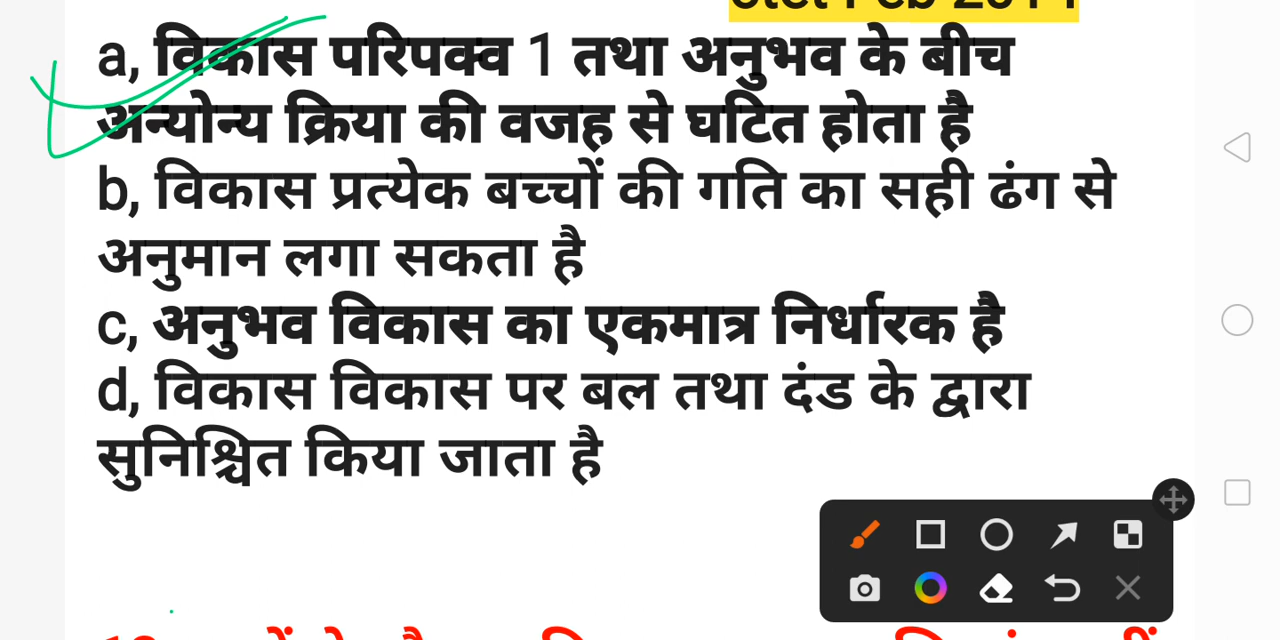 a, विकास परिपक्व 1 तथा अनुभव के बीच
अन्योन्य क्रिया की वजह से घटित होता है
b, विकास प्रत्येक बच्चों की गति का सही ढंग से
अनुमान लगा सकता है
c, अनुभव विकास का एकमात्र निर्धारक है
d, विकास विकास पर बल तथा दंड के द्वारा
सुनिश्चित किया जाता है